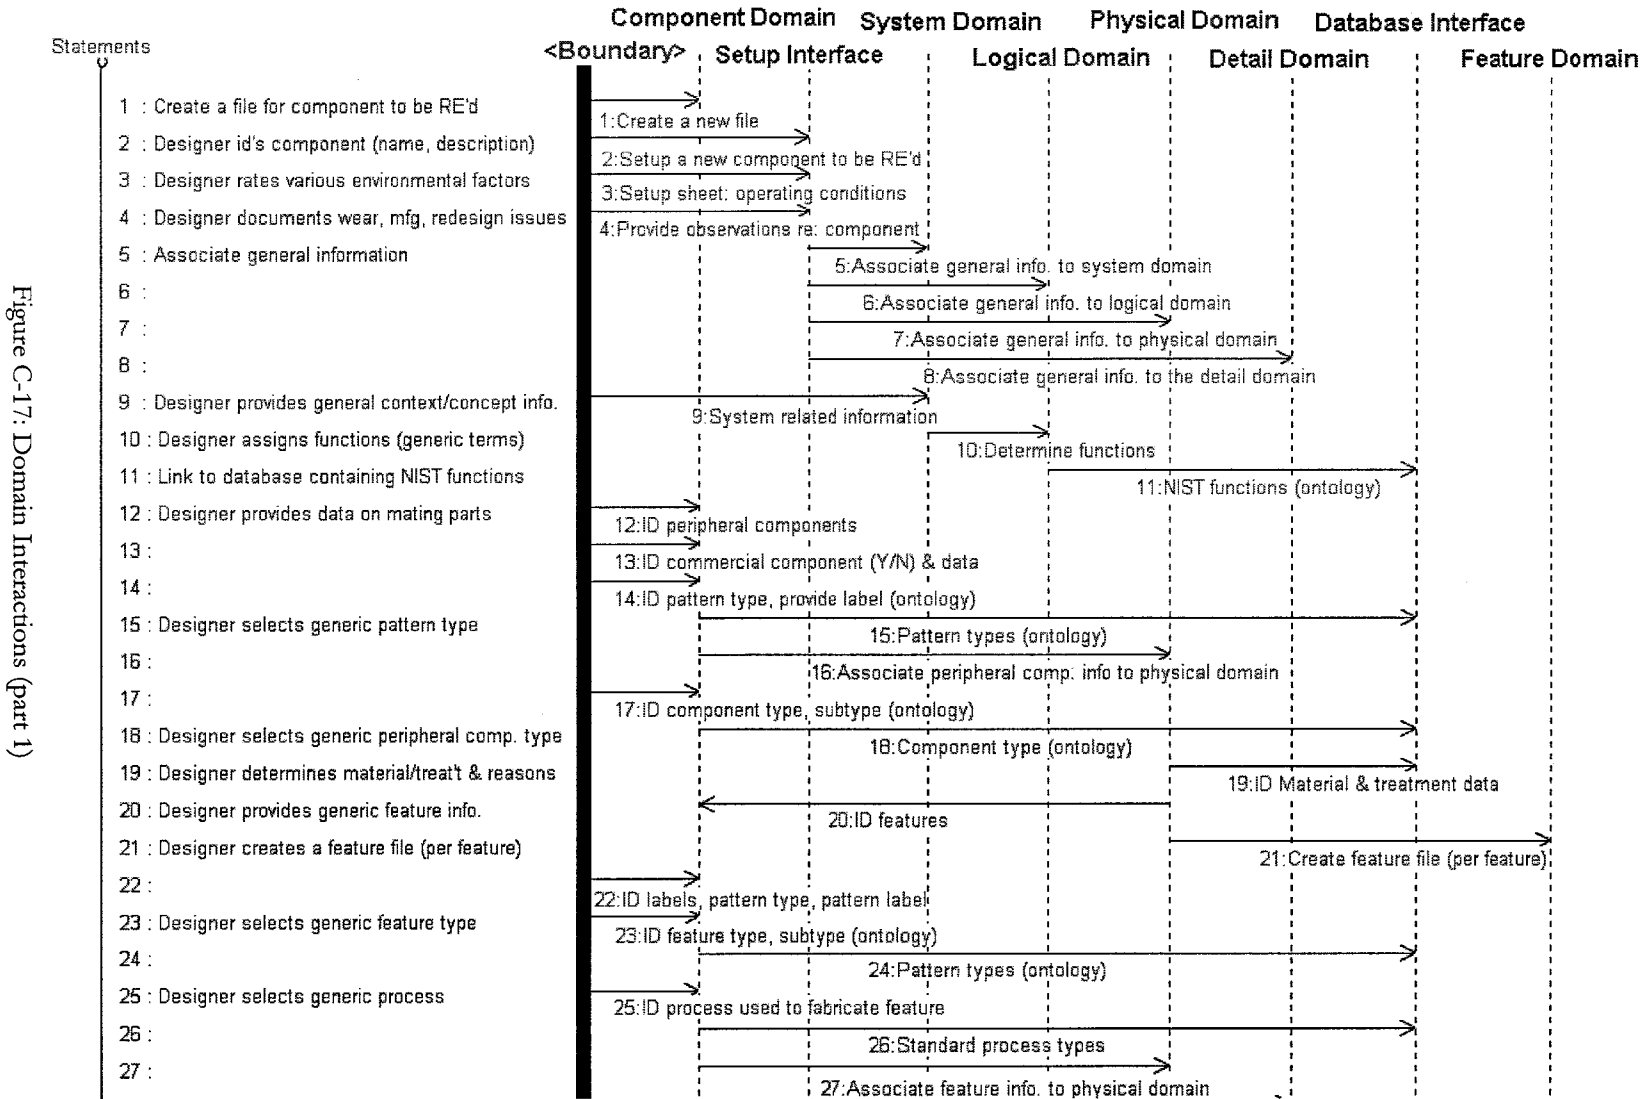 Component Domain System Domain Physical Domain Database Interface
Statements <Boundary> Setup Interface Logical Domain Detail Domain Feature Domain
1 : Create a file for component to be RE'd
1:Create a new file
2 : Designer id's component (name, description)
2:Setup a new component to be RE'd
3 : Designer rates various environmental factors
3:Setup sheet: operating conditions
4 : Designer documents wear, mfg, redesign issues
4:Provide observations re: component
5 : Associate general information
5:Associate general info. to system domain
6 :
6:Associate general info. to logical domain
7 :
7:Associate general info. to physical domain
8 :
8:Associate general info. to the detail domain
9 : Designer provides general context/concept info.
9:System related information
10 : Designer assigns functions (generic terms)
10:Determine functions
11 : Link to database containing NIST functions
11:NIST functions (ontology)
12 : Designer provides data on mating parts
12:ID peripheral components
13 :
13:ID commercial component (Y/N) & data
14 :
14:ID pattern type, provide label (ontology)
15 : Designer selects generic pattern type
15:Pattern types (ontology)
16 :
16:Associate peripheral comp. info to physical domain
17 :
17:ID component type, subtype (ontology)
18 : Designer selects generic peripheral comp. type
18:Component type (ontology)
19 : Designer determines material/treat't & reasons
19:ID Material & treatment data
20 : Designer provides generic feature info.
20:ID features
21 : Designer creates a feature file (per feature)
21:Create feature file (per feature)
22 :
22:ID labels, pattern type, pattern label
23 : Designer selects generic feature type
23:ID feature type, subtype (ontology)
24 :
24:Pattern types (ontology)
25 : Designer selects generic process
25:ID process used to fabricate feature
26 :
26:Standard process types
27 :
27:Associate feature info. to physical domain
Figure C-17: Domain Interactions (part 1)